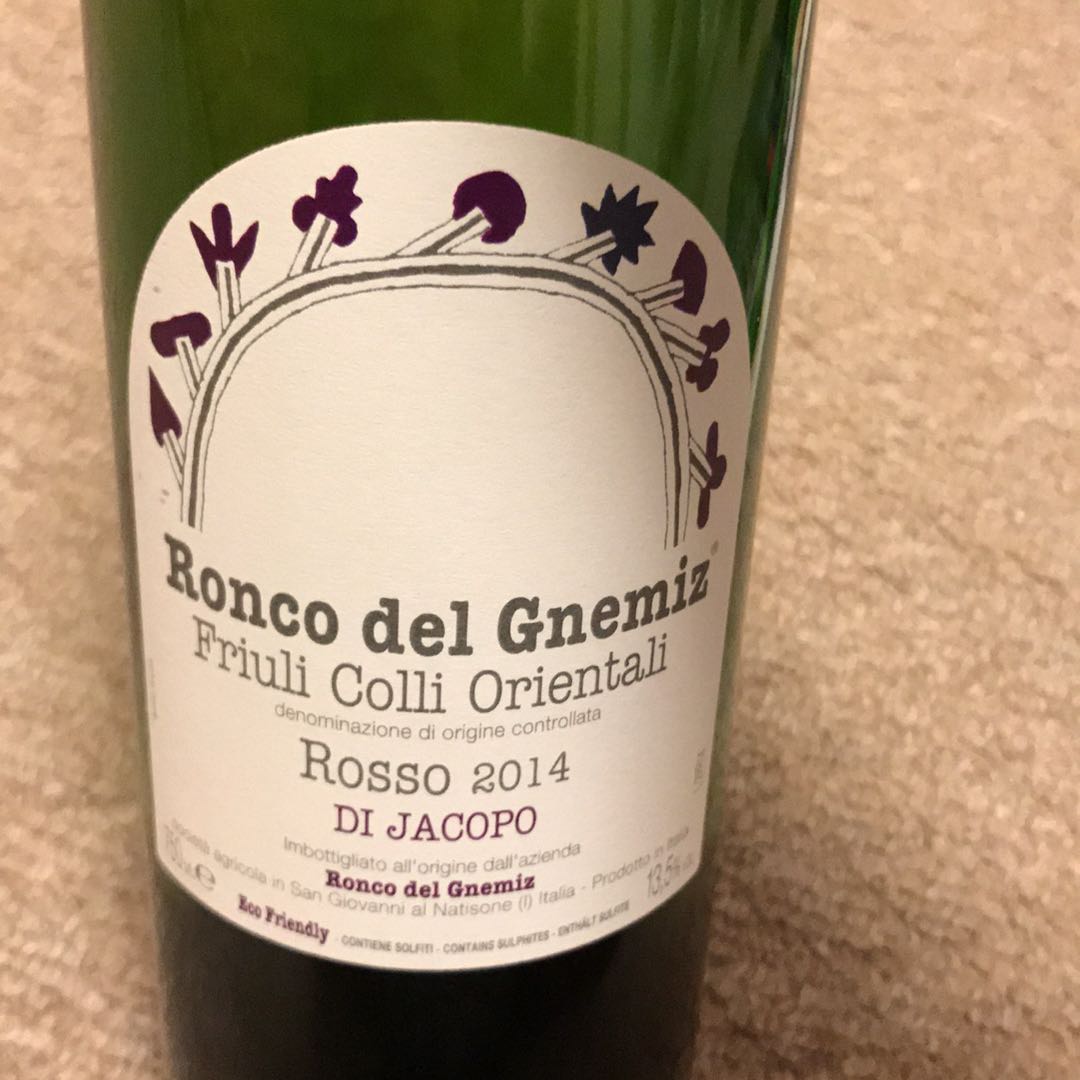 Ronco del Gnemiz®
Friuli Colli Orientali
denominazione di origine controllata
Rosso 2014
DI JACOPO
Imbottigliato all'origine dall'azienda
Ronco del Gnemiz
società agricola in San Giovanni al Natisone (I) Italia - Prodotto in Italia
750 ml e
13,5% vol.
Eco Friendly - CONTIENE SOLFITI - CONTAINS SULPHITES - ENTHÄLT SULFITE